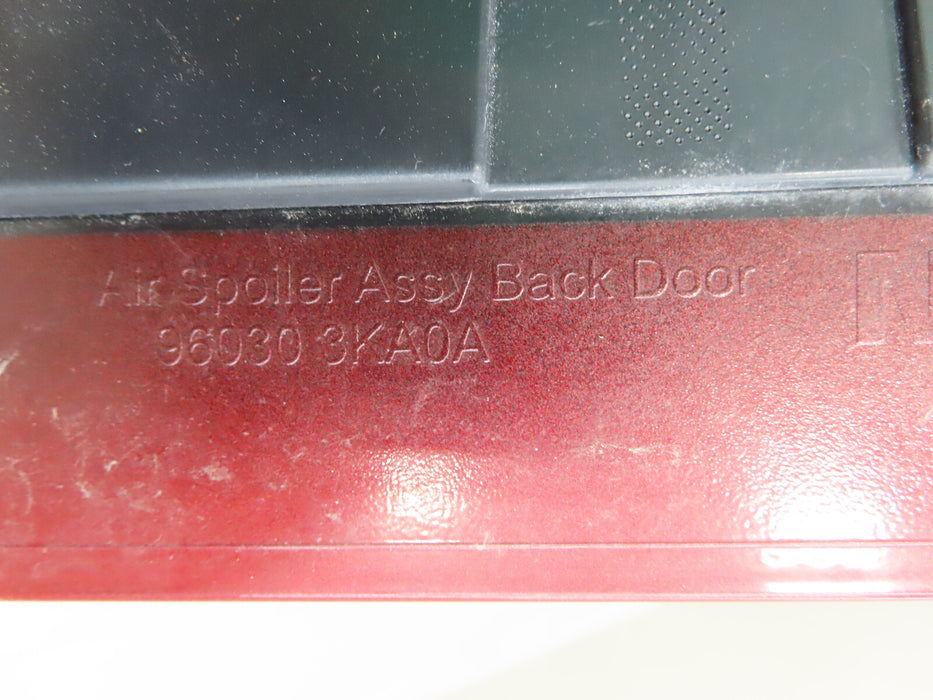 Air Spoiler Assy Back Door
96030 3KA0A